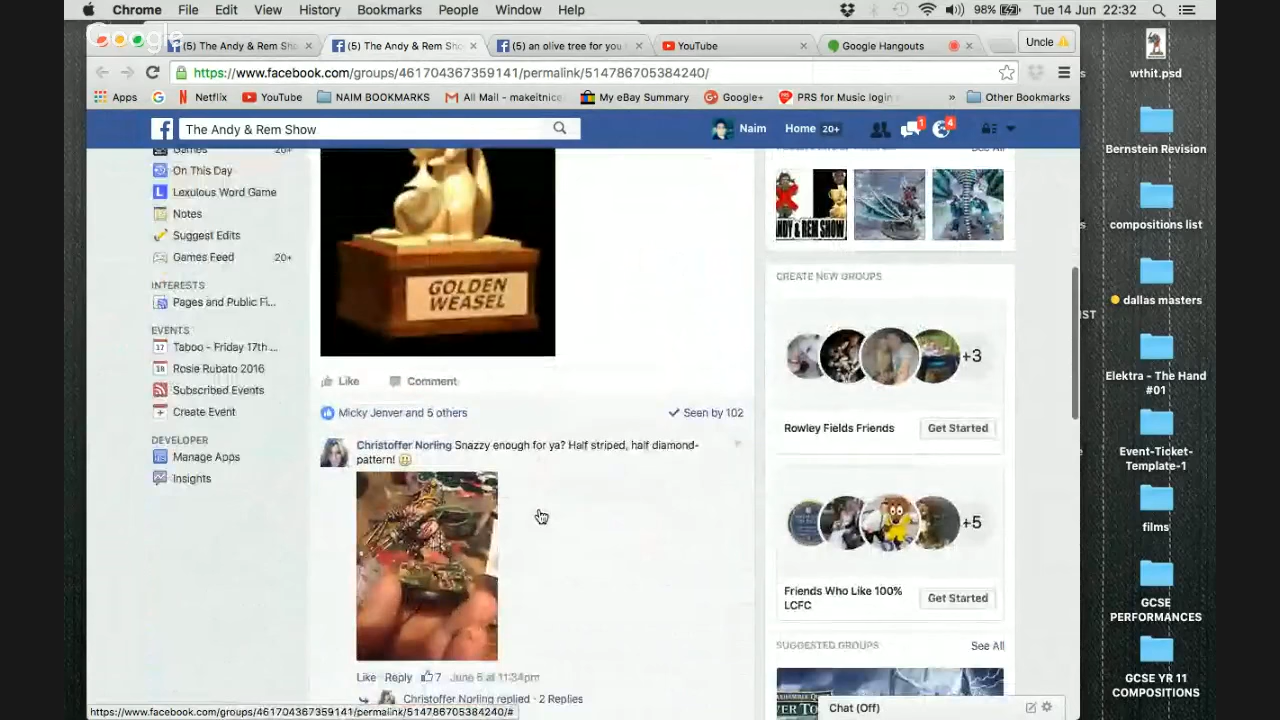 Chrome File Edit View History Bookmarks People Window Help 98% Tue 14 Jun 22:32
Google
(5) The Andy & Rem Sho × (5) The Andy & Rem Sho × (5) an olive tree for you × YouTube × Google Hangouts × Uncle
https://www.facebook.com/groups/461704367359141/permalink/514786705384240/
Apps Netflix YouTube NAIM BOOKMARKS All Mail - makeitnice My eBay Summary Google+ PRS for Music login » Other Bookmarks
The Andy & Rem Show Naim Home 20+ 1 4
Games 20+
On This Day
Lexulous Word Game
Notes
Suggest Edits
Games Feed 20+
INTERESTS
Pages and Public Fi...
EVENTS
Taboo - Friday 17th ...
Rosie Rubato 2016
Subscribed Events
Create Event
DEVELOPER
Manage Apps
Insights
GOLDEN
WEASEL
Like Comment
Micky Jenver and 5 others Seen by 102
Christoffer Norling Snazzy enough for ya? Half striped, half diamond-
pattern!
Like Reply 7 June 6 at 11:34pm
Christoffer Norling replied · 2 Replies
See All
NDY & REM SHOW
CREATE NEW GROUPS
+3
Rowley Fields Friends Get Started
+5
Friends Who Like 100%
LCFC
Get Started
SUGGESTED GROUPS See All
Chat (Off)
https://www.facebook.com/groups/461704367359141/permalink/514786705384240/#
wthit.psd
Bernstein Revision
compositions list
dallas masters
IST
Elektra - The Hand
#01
Event-Ticket-
Template-1
films
GCSE
PERFORMANCES
GCSE YR 11
COMPOSITIONS